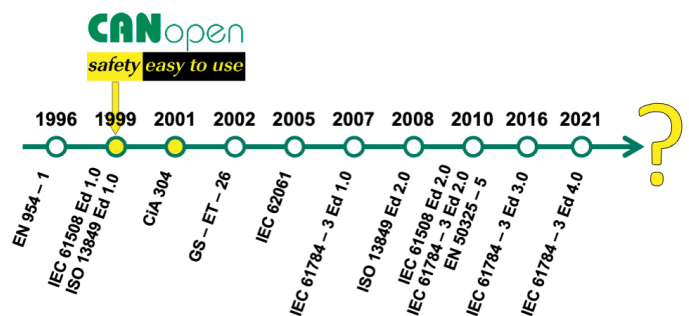 CANopen
safety easy to use
1996 1999 2001 2002 2005 2007 2008 2010 2016 2021
?
EN 954 – 1
IEC 61508 Ed 1.0
ISO 13849 Ed 1.0
CiA 304
GS – ET – 26
IEC 62061
IEC 61784 – 3 Ed 1.0
ISO 13849 Ed 2.0
IEC 61508 Ed 2.0
IEC 61784 – 3 Ed 2.0
EN 50325 – 5
IEC 61784 – 3 Ed 3.0
IEC 61784 – 3 Ed 4.0